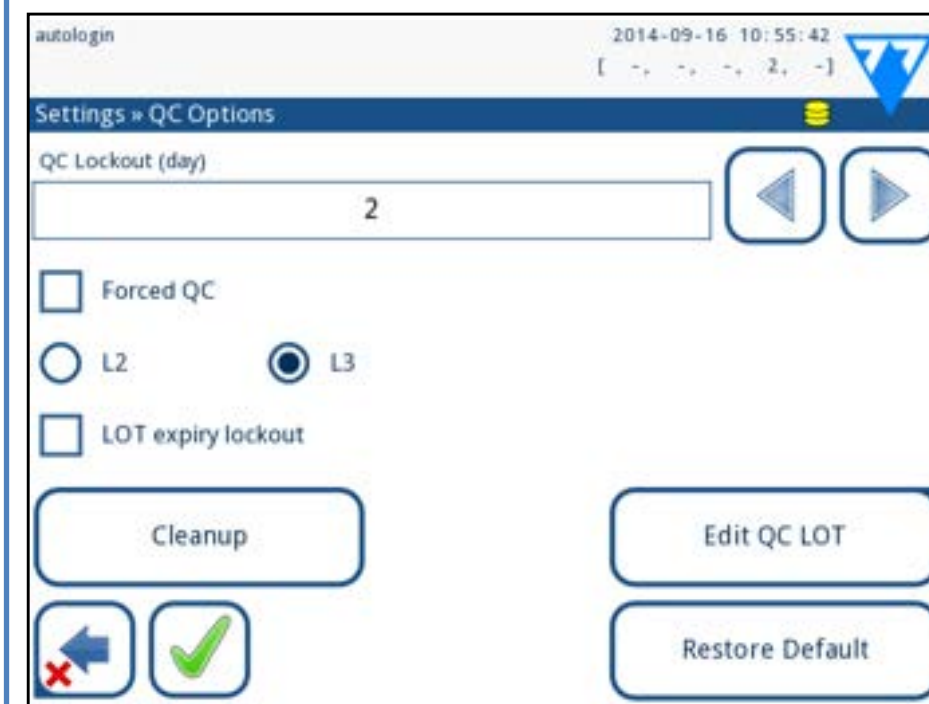 autologin 2014-09-16 10:55:42
[ -, -, -, 2, -]
Settings » QC Options
QC Lockout (day)
2
Forced QC
L2 L3
LOT expiry lockout
Cleanup Edit QC LOT
Restore Default